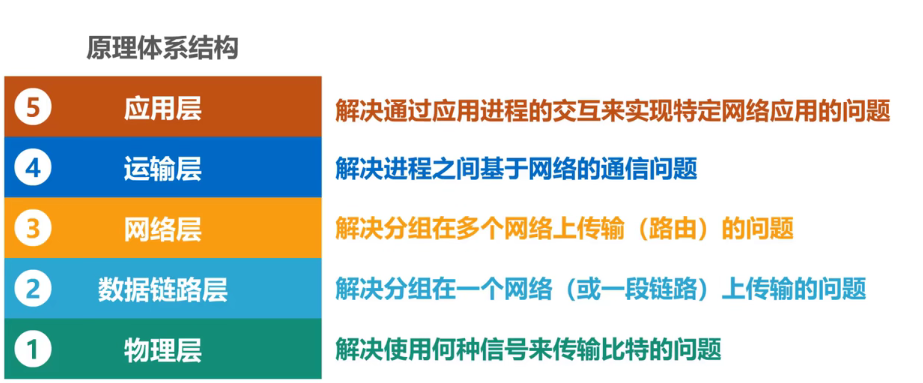 原理体系结构
5 应用层 解决通过应用进程的交互来实现特定网络应用的问题
4 运输层 解决进程之间基于网络的通信问题
3 网络层 解决分组在多个网络上传输（路由）的问题
2 数据链路层 解决分组在一个网络（或一段链路）上传输的问题
1 物理层 解决使用何种信号来传输比特的问题